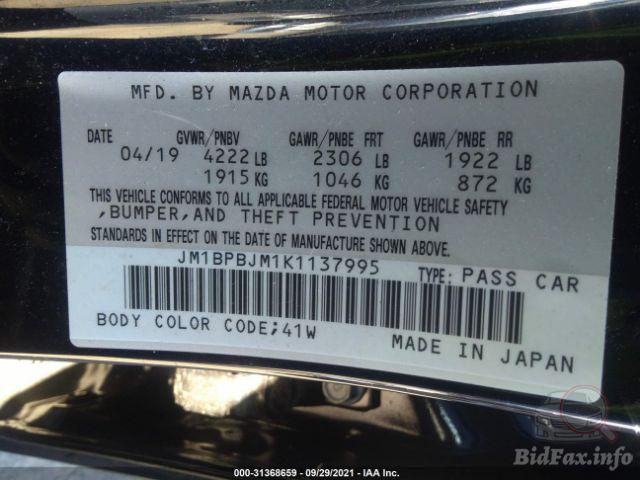 MFD. BY MAZDA MOTOR CORPORATION
DATE GVWR/PNBV GAWR/PNBE FRT GAWR/PNBE RR
04/19 4222 LB 2306 LB 1922 LB
1915 KG 1046 KG 872 KG
THIS VEHICLE CONFORMS TO ALL APPLICABLE FEDERAL MOTOR VEHICLE SAFETY
,BUMPER,AND THEFT PREVENTION
STANDARDS IN EFFECT ON THE DATE OF MANUFACTURE SHOWN ABOVE.
JM1BPBJM1K1137995 TYPE: PASS CAR
BODY COLOR CODE;41W MADE IN JAPAN
000-31368659 - 09/29/2021 - IAA Inc.
BidFax.info